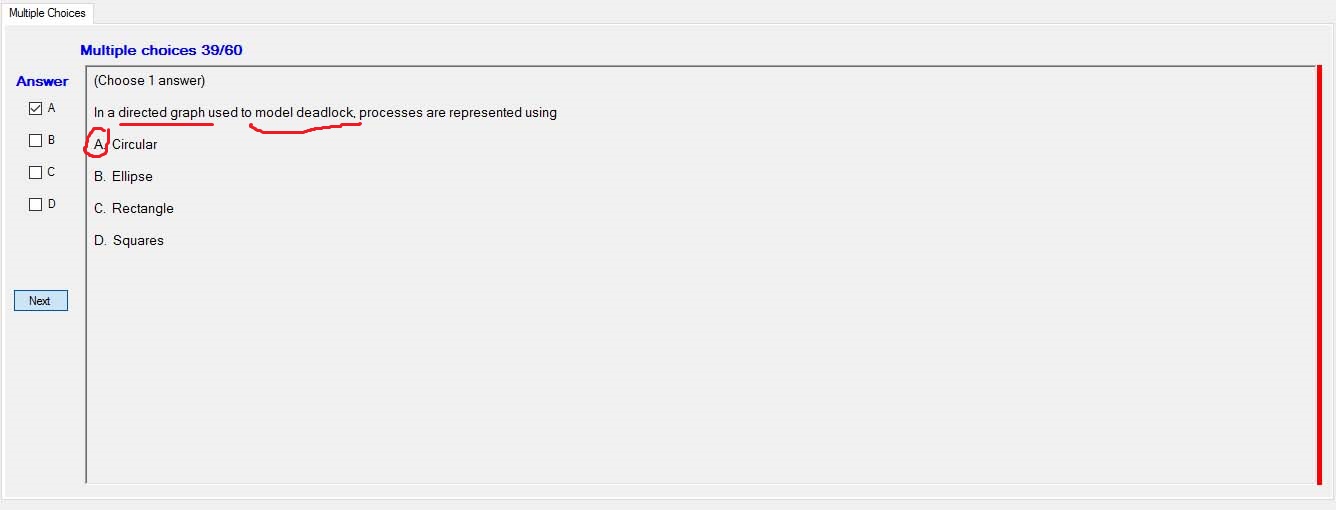 Multiple Choices
Multiple choices 39/60
Answer
(Choose 1 answer)
A
In a directed graph used to model deadlock, processes are represented using
B
A. Circular
C
B. Ellipse
D
C. Rectangle
D. Squares
Next